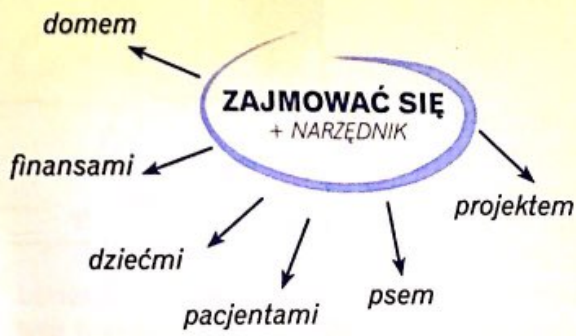 domem
ZAJMOWAĆ SIĘ
+ NARZĘDNIK
finansami
projektem
dziećmi
pacjentami
psem